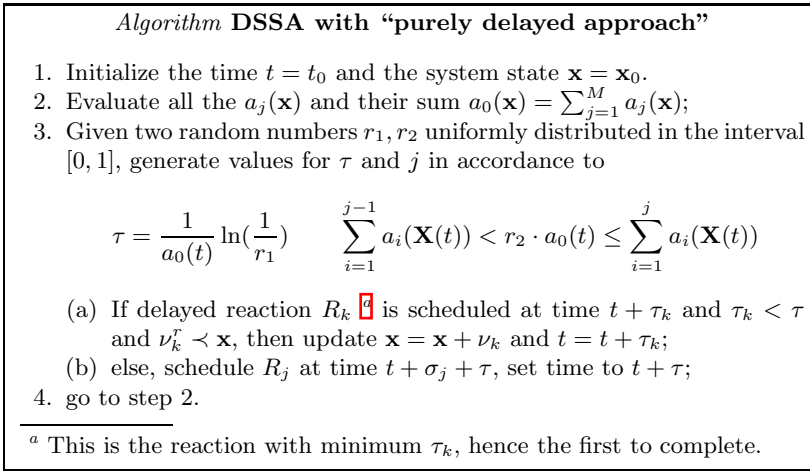 Algorithm DSSA with “purely delayed approach”
1. Initialize the time t = t₀ and the system state x = x₀.
2. Evaluate all the aⱼ(x) and their sum a₀(x) = ∑ᴹⱼ₌₁ aⱼ(x);
3. Given two random numbers r₁, r₂ uniformly distributed in the interval
[0, 1], generate values for τ and j in accordance to
τ = 1/a₀(t) ln(1/r₁) ∑ʲ⁻¹ᵢ₌₁ aᵢ(X(t)) < r₂ · a₀(t) ≤ ∑ʲᵢ₌₁ aᵢ(X(t))
(a) If delayed reaction Rₖ ᵃ is scheduled at time t + τₖ and τₖ < τ
and νₖʳ ≺ x, then update x = x + νₖ and t = t + τₖ;
(b) else, schedule Rⱼ at time t + σⱼ + τ, set time to t + τ;
4. go to step 2.
ᵃ This is the reaction with minimum τₖ, hence the first to complete.